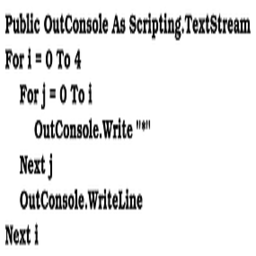 Public OutConsole As Scripting.TextStream
For i = 0 To 4
For j = 0 To i
OutConsole.Write "*"
Next j
OutConsole.WriteLine
Next i